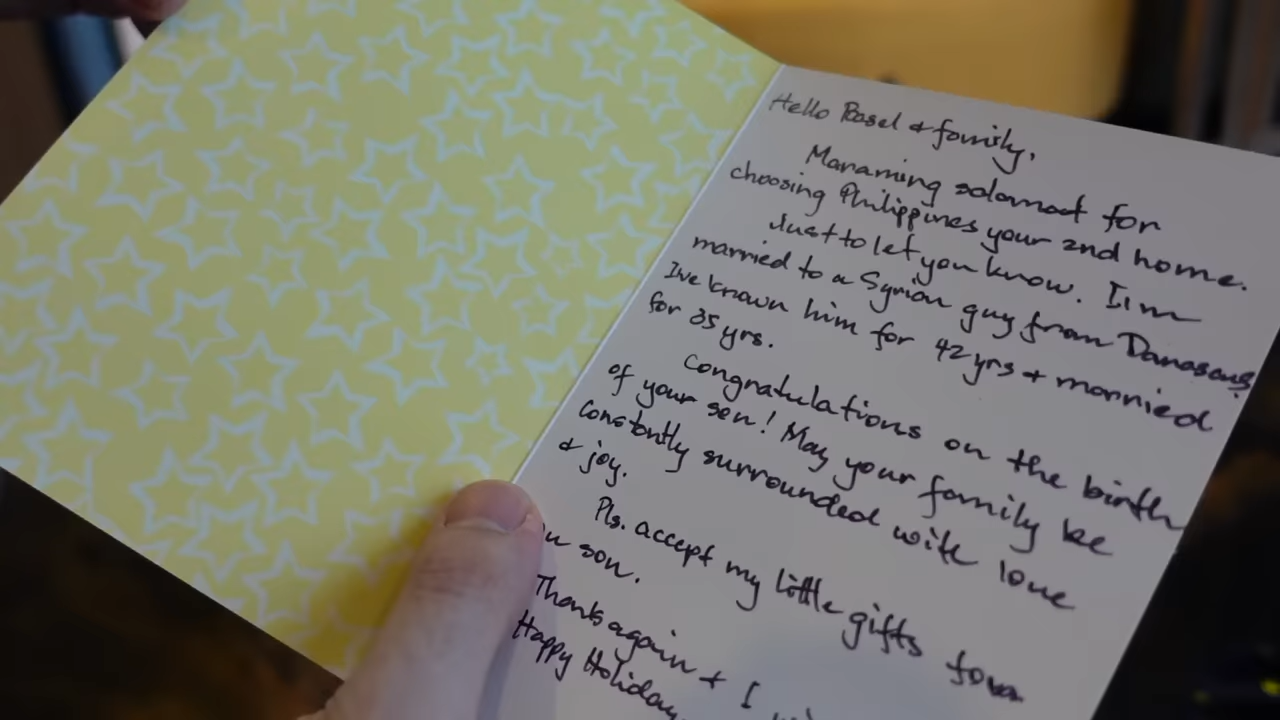 Hello Basel & family,
Maraming salamat for
choosing Philippines your 2nd home.
Just to let you know. I'm
married to a Syrian guy from Damascus.
I've known him for 42 yrs & married
for 35 yrs.
Congratulations on the birth
of your son! May your family be
constantly surrounded with love
& joy.
Pls. accept my little gifts for
son.
Thanks again & I
Happy Holiday